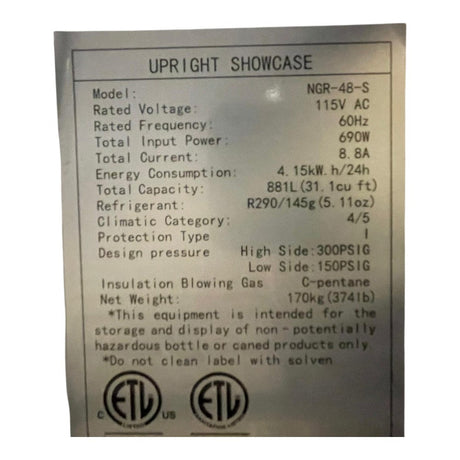 UPRIGHT SHOWCASE
Model: NGR-48-S
Rated Voltage: 115V AC
Rated Frequency: 60Hz
Total Input Power: 690W
Total Current: 8.8A
Energy Consumption: 4.15kW.h/24h
Total Capacity: 881L(31.1cu ft)
Refrigerant: R290/145g(5.11oz)
Climatic Category: 4/5
Protection Type I
Design pressure High Side:300PSIG
Low Side:150PSIG
Insulation Blowing Gas C-pentane
Net Weight: 170kg(374lb)
*This equipment is intended for the
storage and display of non-potentially
hazardous bottle or caned products only.
*Do not clean label with solven
C ETL US ETL
LISTED